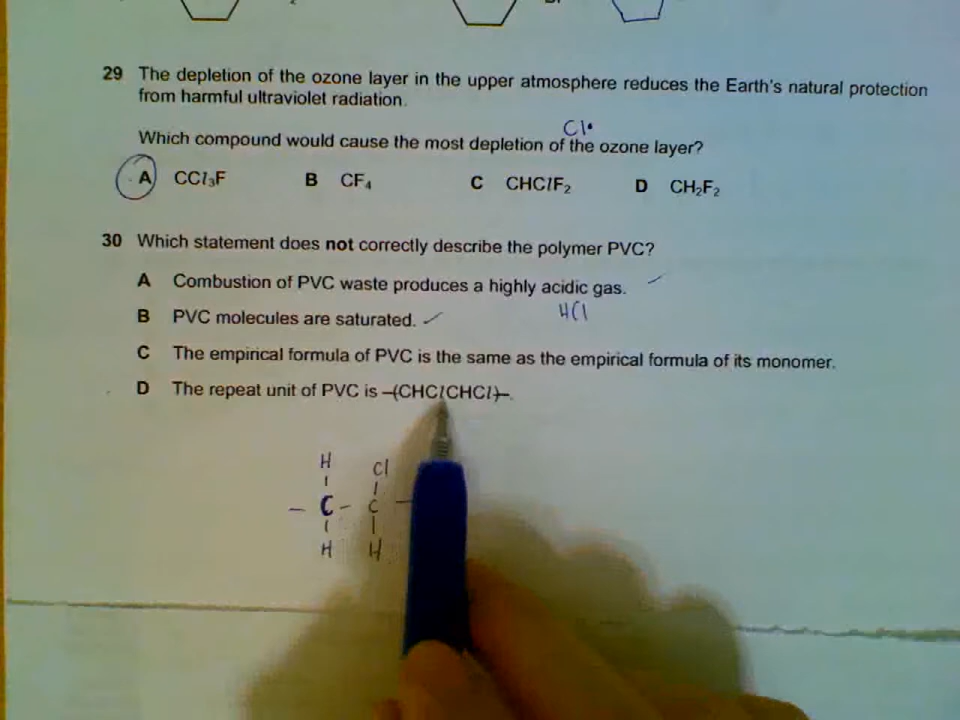 29 The depletion of the ozone layer in the upper atmosphere reduces the Earth's natural protection
from harmful ultraviolet radiation.
Cl•
Which compound would cause the most depletion of the ozone layer?
A CCl₃F B CF₄ C CHClF₂ D CH₂F₂
30 Which statement does not correctly describe the polymer PVC?
A Combustion of PVC waste produces a highly acidic gas.
HCl
B PVC molecules are saturated.
C The empirical formula of PVC is the same as the empirical formula of its monomer.
D The repeat unit of PVC is –(CHClCHCl)–.
H Cl
– C – C –
H H